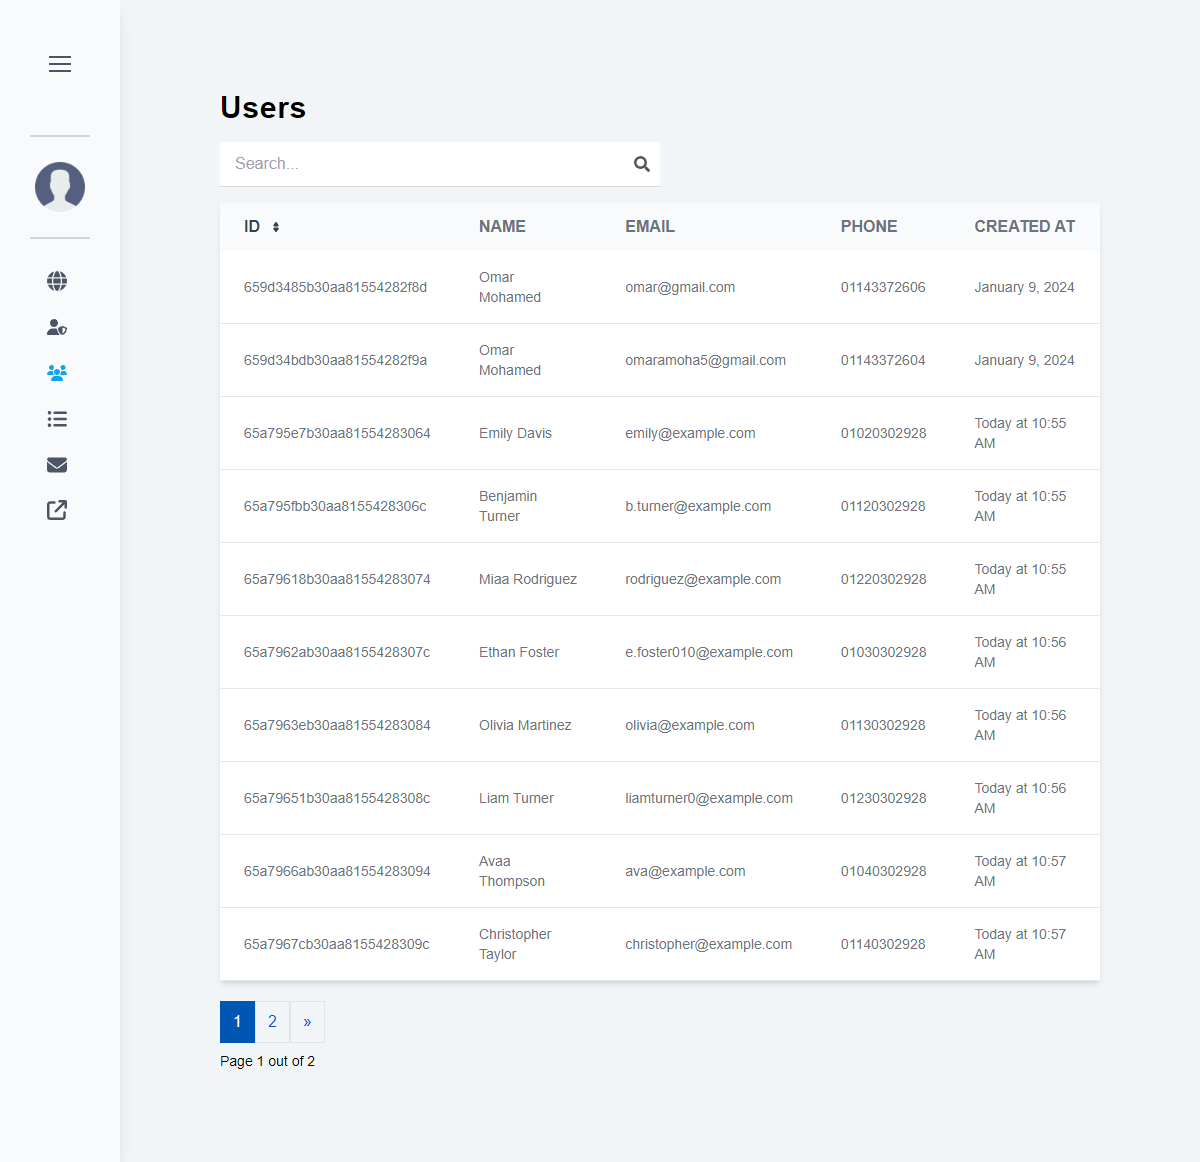 Users
Search...
ID NAME EMAIL PHONE CREATED AT
659d3485b30aa81554282f8d Omar Mohamed omar@gmail.com 01143372606 January 9, 2024
659d34bdb30aa81554282f9a Omar Mohamed omaramoha5@gmail.com 01143372604 January 9, 2024
65a795e7b30aa81554283064 Emily Davis emily@example.com 01020302928 Today at 10:55 AM
65a795fbb30aa8155428306c Benjamin Turner b.turner@example.com 01120302928 Today at 10:55 AM
65a79618b30aa81554283074 Miaa Rodriguez rodriguez@example.com 01220302928 Today at 10:55 AM
65a7962ab30aa8155428307c Ethan Foster e.foster010@example.com 01030302928 Today at 10:56 AM
65a7963eb30aa81554283084 Olivia Martinez olivia@example.com 01130302928 Today at 10:56 AM
65a79651b30aa8155428308c Liam Turner liamturner0@example.com 01230302928 Today at 10:56 AM
65a7966ab30aa81554283094 Avaa Thompson ava@example.com 01040302928 Today at 10:57 AM
65a7967cb30aa8155428309c Christopher Taylor christopher@example.com 01140302928 Today at 10:57 AM
1 2 »
Page 1 out of 2